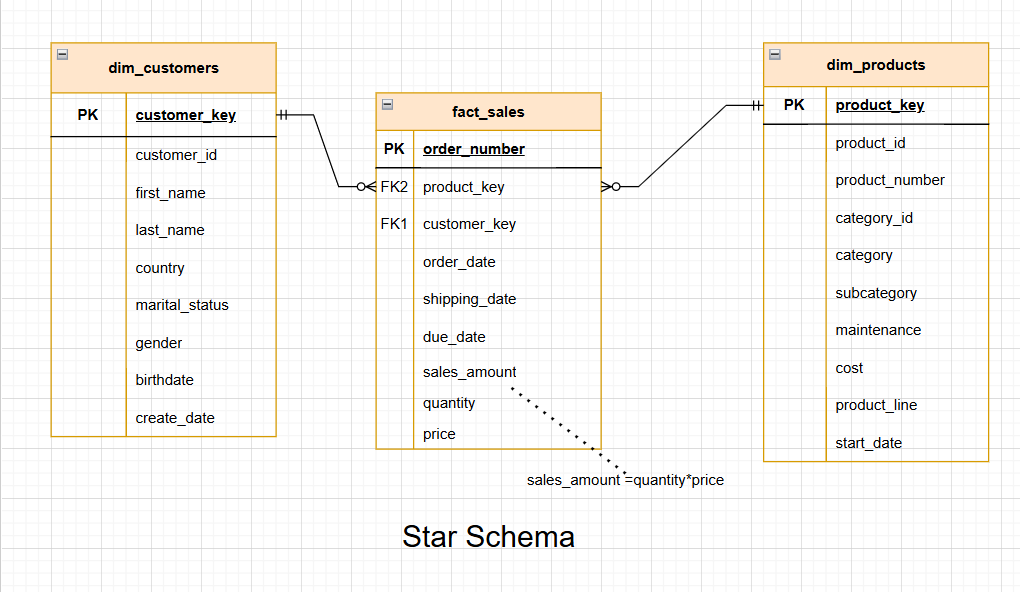 dim_customers
PK customer_key
customer_id
first_name
last_name
country
marital_status
gender
birthdate
create_date
fact_sales
PK order_number
FK2 product_key
FK1 customer_key
order_date
shipping_date
due_date
sales_amount
quantity
price
sales_amount =quantity*price
dim_products
PK product_key
product_id
product_number
category_id
category
subcategory
maintenance
cost
product_line
start_date
Star Schema